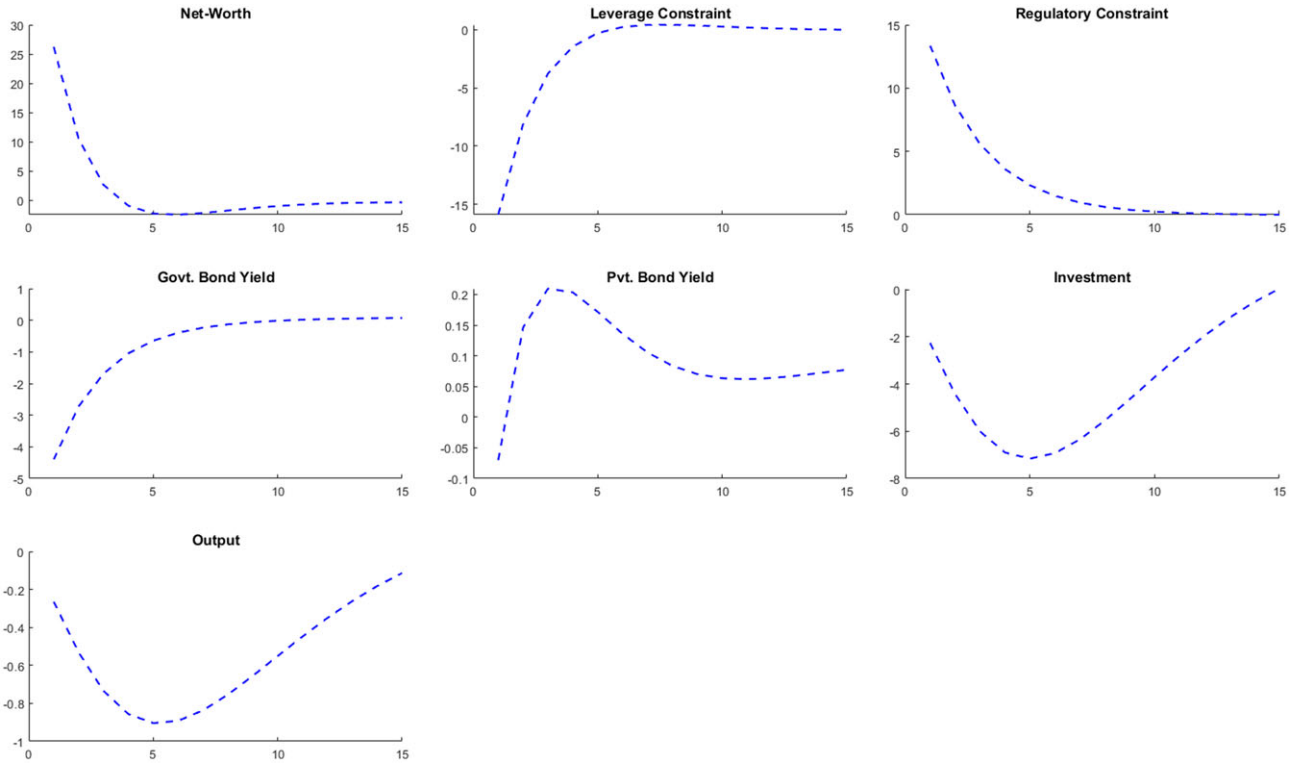 Net-Worth
30
25
20
15
10
5
0
0 5 10 15
Leverage Constraint
0
-5
-10
-15
0 5 10 15
Regulatory Constraint
15
10
5
0
0 5 10 15
Govt. Bond Yield
1
0
-1
-2
-3
-4
-5
0 5 10 15
Pvt. Bond Yield
0.2
0.15
0.1
0.05
0
-0.05
-0.1
0 5 10 15
Investment
0
-2
-4
-6
-8
0 5 10 15
Output
0
-0.2
-0.4
-0.6
-0.8
-1
0 5 10 15